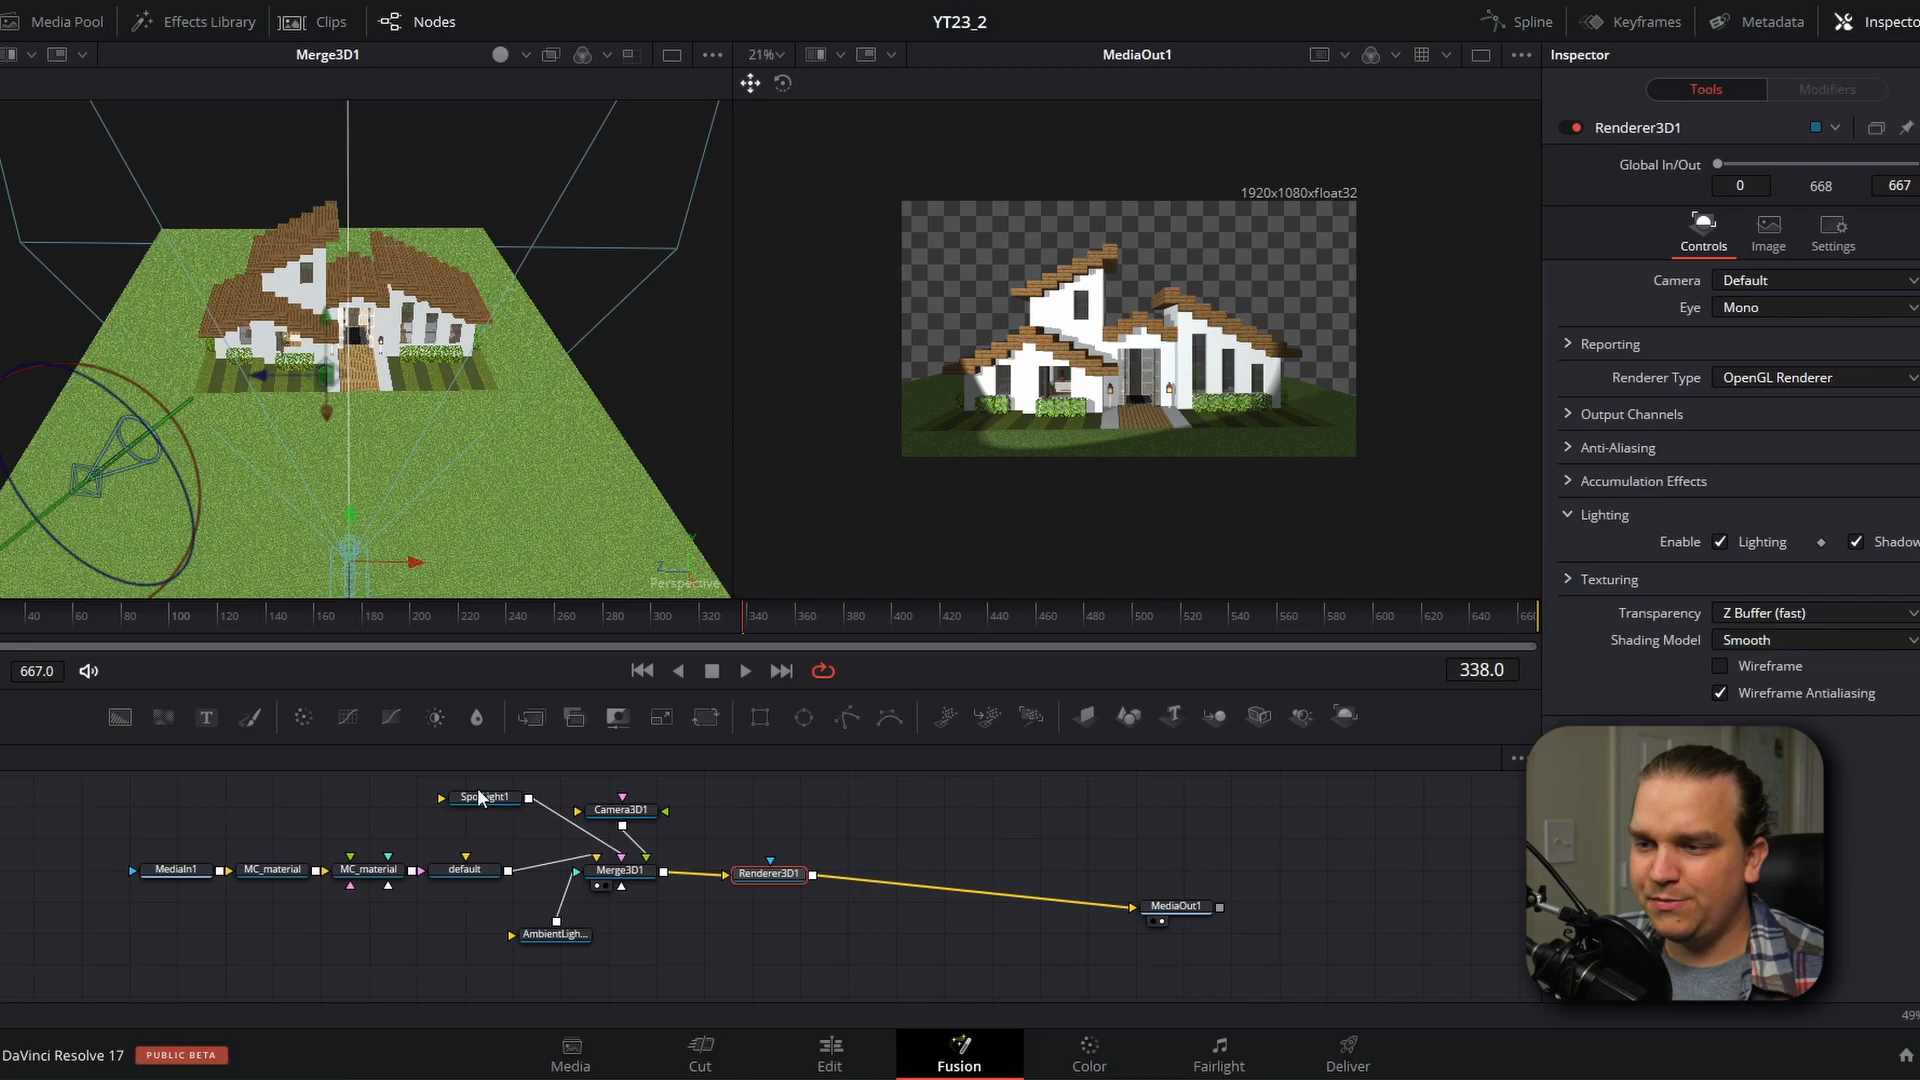 Media Pool
Effects Library
Clips
Nodes
YT23_2
Spline
Keyframes
Metadata
Inspecto
Merge3D1
21%
MediaOut1
Inspector
Tools
Modifiers
Renderer3D1
Global In/Out
0
668
667
Controls
Image
Settings
1920x1080xfloat32
Camera
Default
Eye
Mono
Reporting
Renderer Type
OpenGL Renderer
Output Channels
Anti-Aliasing
Accumulation Effects
Lighting
Enable
Lighting
Shadow
Texturing
Transparency
Z Buffer (fast)
Shading Model
Smooth
Wireframe
Wireframe Antialiasing
Y
Z
Perspective
40 60 80 100 120 140 160 180 200 220 240 260 280 300 320 340 360 380 400 420 440 460 480 500 520 540 560 580 600 620 640 660
667.0
338.0
SpotLight1
Camera3D1
MediaIn1
MC_material
MC_material
default
Merge3D1
Renderer3D1
MediaOut1
AmbientLigh...
49%
DaVinci Resolve 17
PUBLIC BETA
Media
Cut
Edit
Fusion
Color
Fairlight
Deliver